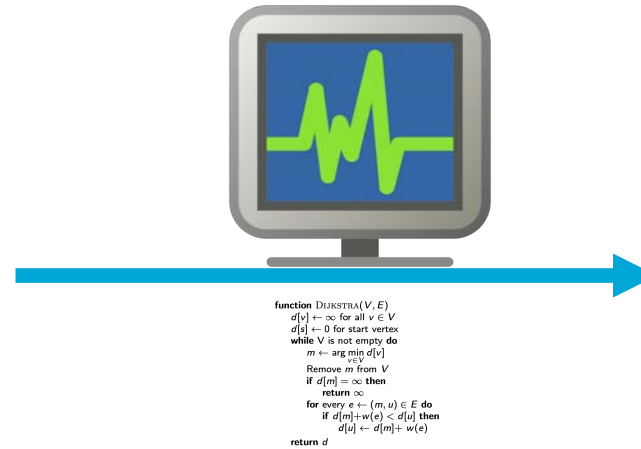 function DIJKSTRA(V, E)
d[v] ← ∞ for all v ∈ V
d[s] ← 0 for start vertex
while V is not empty do
m ← arg min d[v]
v∈V
Remove m from V
if d[m] = ∞ then
return ∞
for every e ← (m, u) ∈ E do
if d[m]+w(e) < d[u] then
d[u] ← d[m]+ w(e)
return d